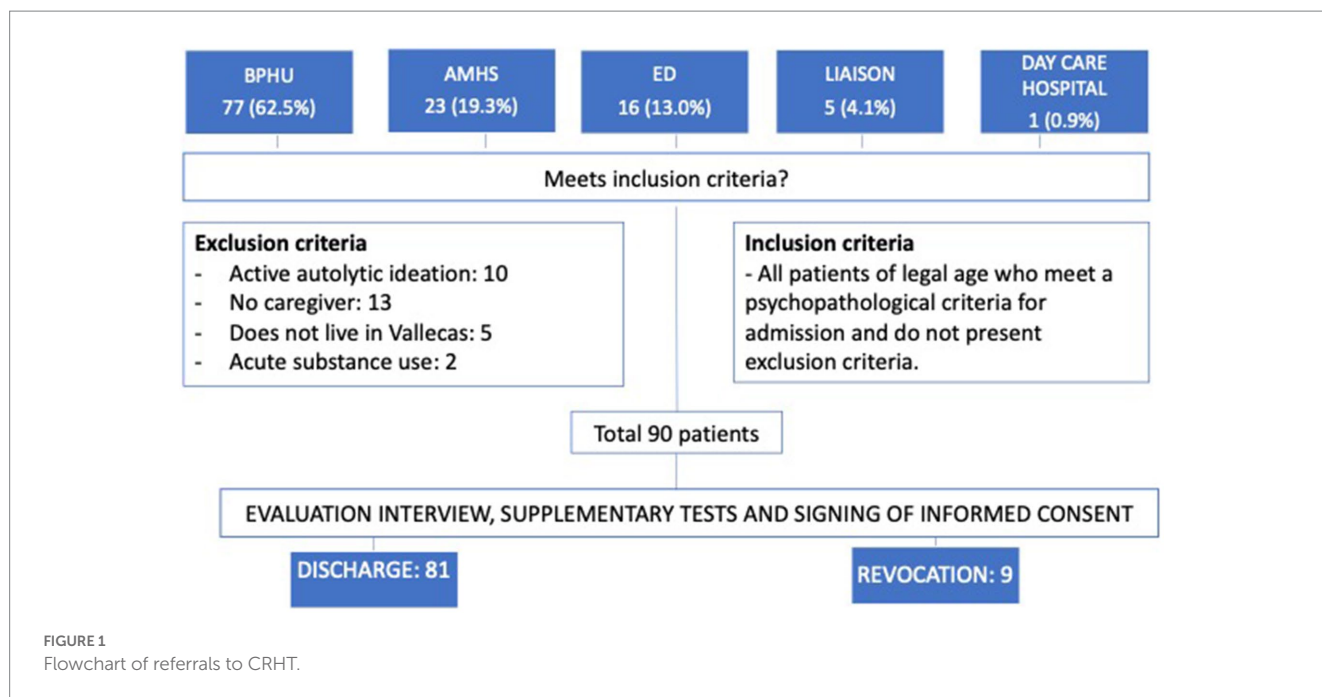 BPHU
77 (62.5%)
AMHS
23 (19.3%)
ED
16 (13.0%)
LIAISON
5 (4.1%)
DAY CARE
HOSPITAL
1 (0.9%)
Meets inclusion criteria?
Exclusion criteria
- Active autolytic ideation: 10
- No caregiver: 13
- Does not live in Vallecas: 5
- Acute substance use: 2
Inclusion criteria
- All patients of legal age who meet a
psychopathological criteria for
admission and do not present
exclusion criteria.
Total 90 patients
EVALUATION INTERVIEW, SUPPLEMENTARY TESTS AND SIGNING OF INFORMED CONSENT
DISCHARGE: 81
REVOCATION: 9
FIGURE 1
Flowchart of referrals to CRHT.